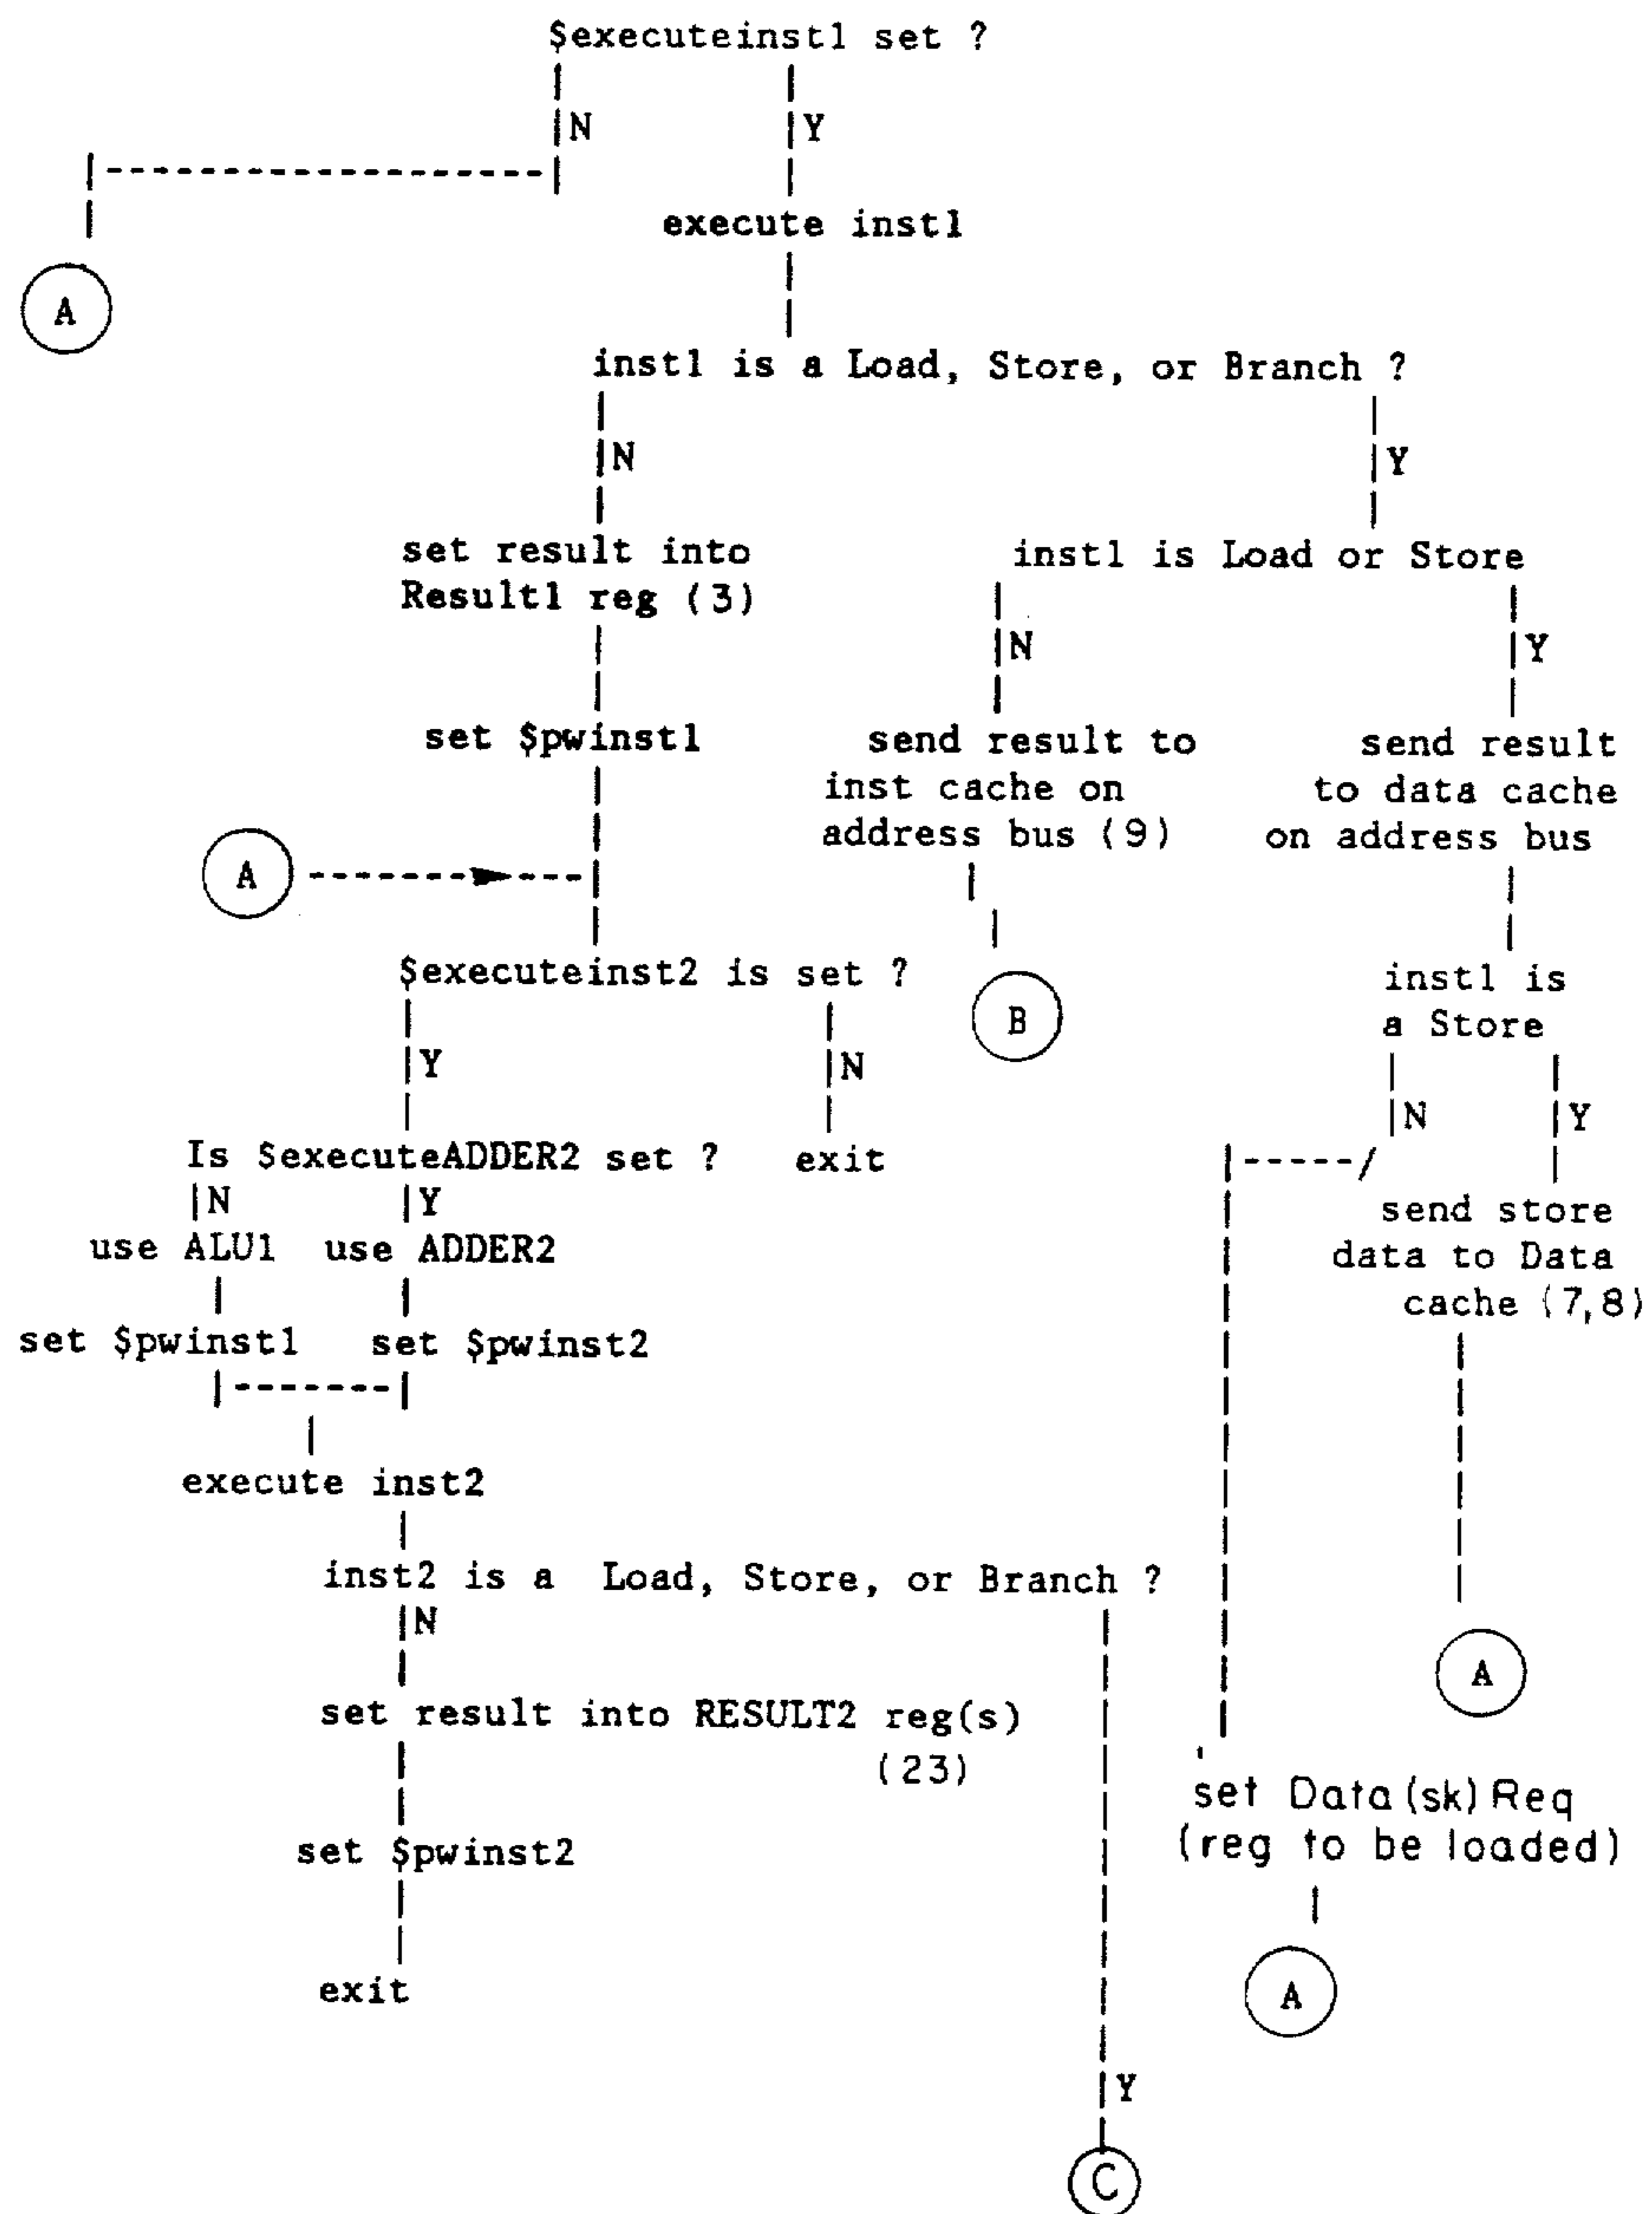 $executeinst1 set ?
N
Y
execute inst1
A
inst1 is a Load, Store, or Branch ?
N
Y
set result into
Result1 reg (3)
inst1 is Load or Store
N
Y
set $pwinst1
send result to
inst cache on
address bus (9)
send result
to data cache
on address bus
A
$executeinst2 is set ?
B
inst1 is
a Store
Y
N
N
Y
Is $executeADDER2 set ?
exit
N
Y
use ALU1
use ADDER2
send store
data to Data
cache (7,8)
set $pwinst1
set $pwinst2
execute inst2
inst2 is a Load, Store, or Branch ?
N
A
set result into RESULT2 reg(s)
(23)
set Data(sk)Req
(reg to be loaded)
set $pwinst2
A
exit
Y
C